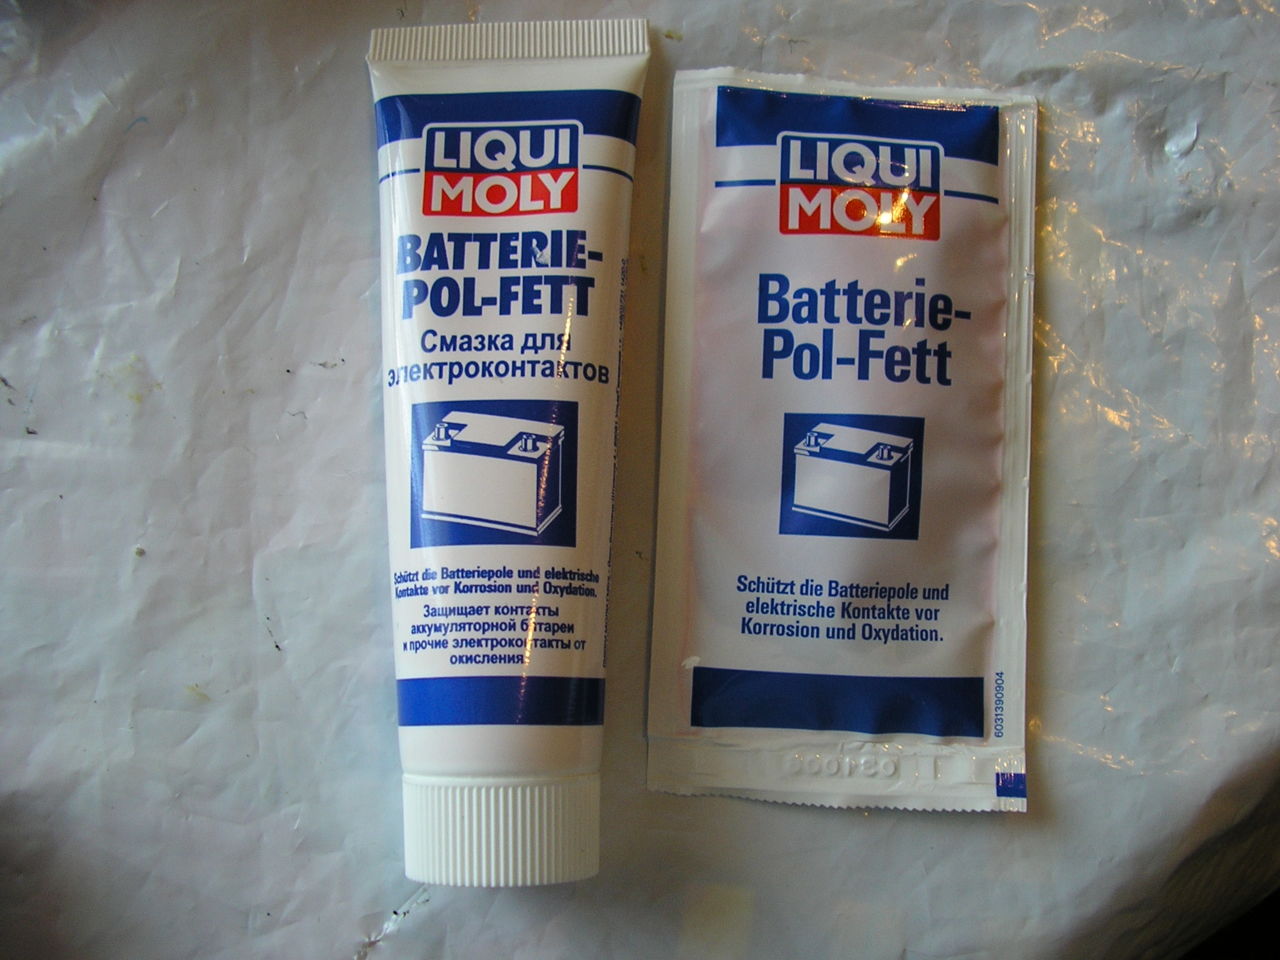 LIQUI
MOLY
BATTERIE-
POL-FETT
Смазка для
электроконтактов
Schützt die Batteriepole und elektrische
Kontakte vor Korrosion und Oxydation.
Защищает контакты
аккумуляторной батареи
и прочие электроконтакты от
окисления
LIQUI
MOLY
Batterie-
Pol-Fett
Schützt die Batteriepole und
elektrische Kontakte vor
Korrosion und Oxydation.
6031390904